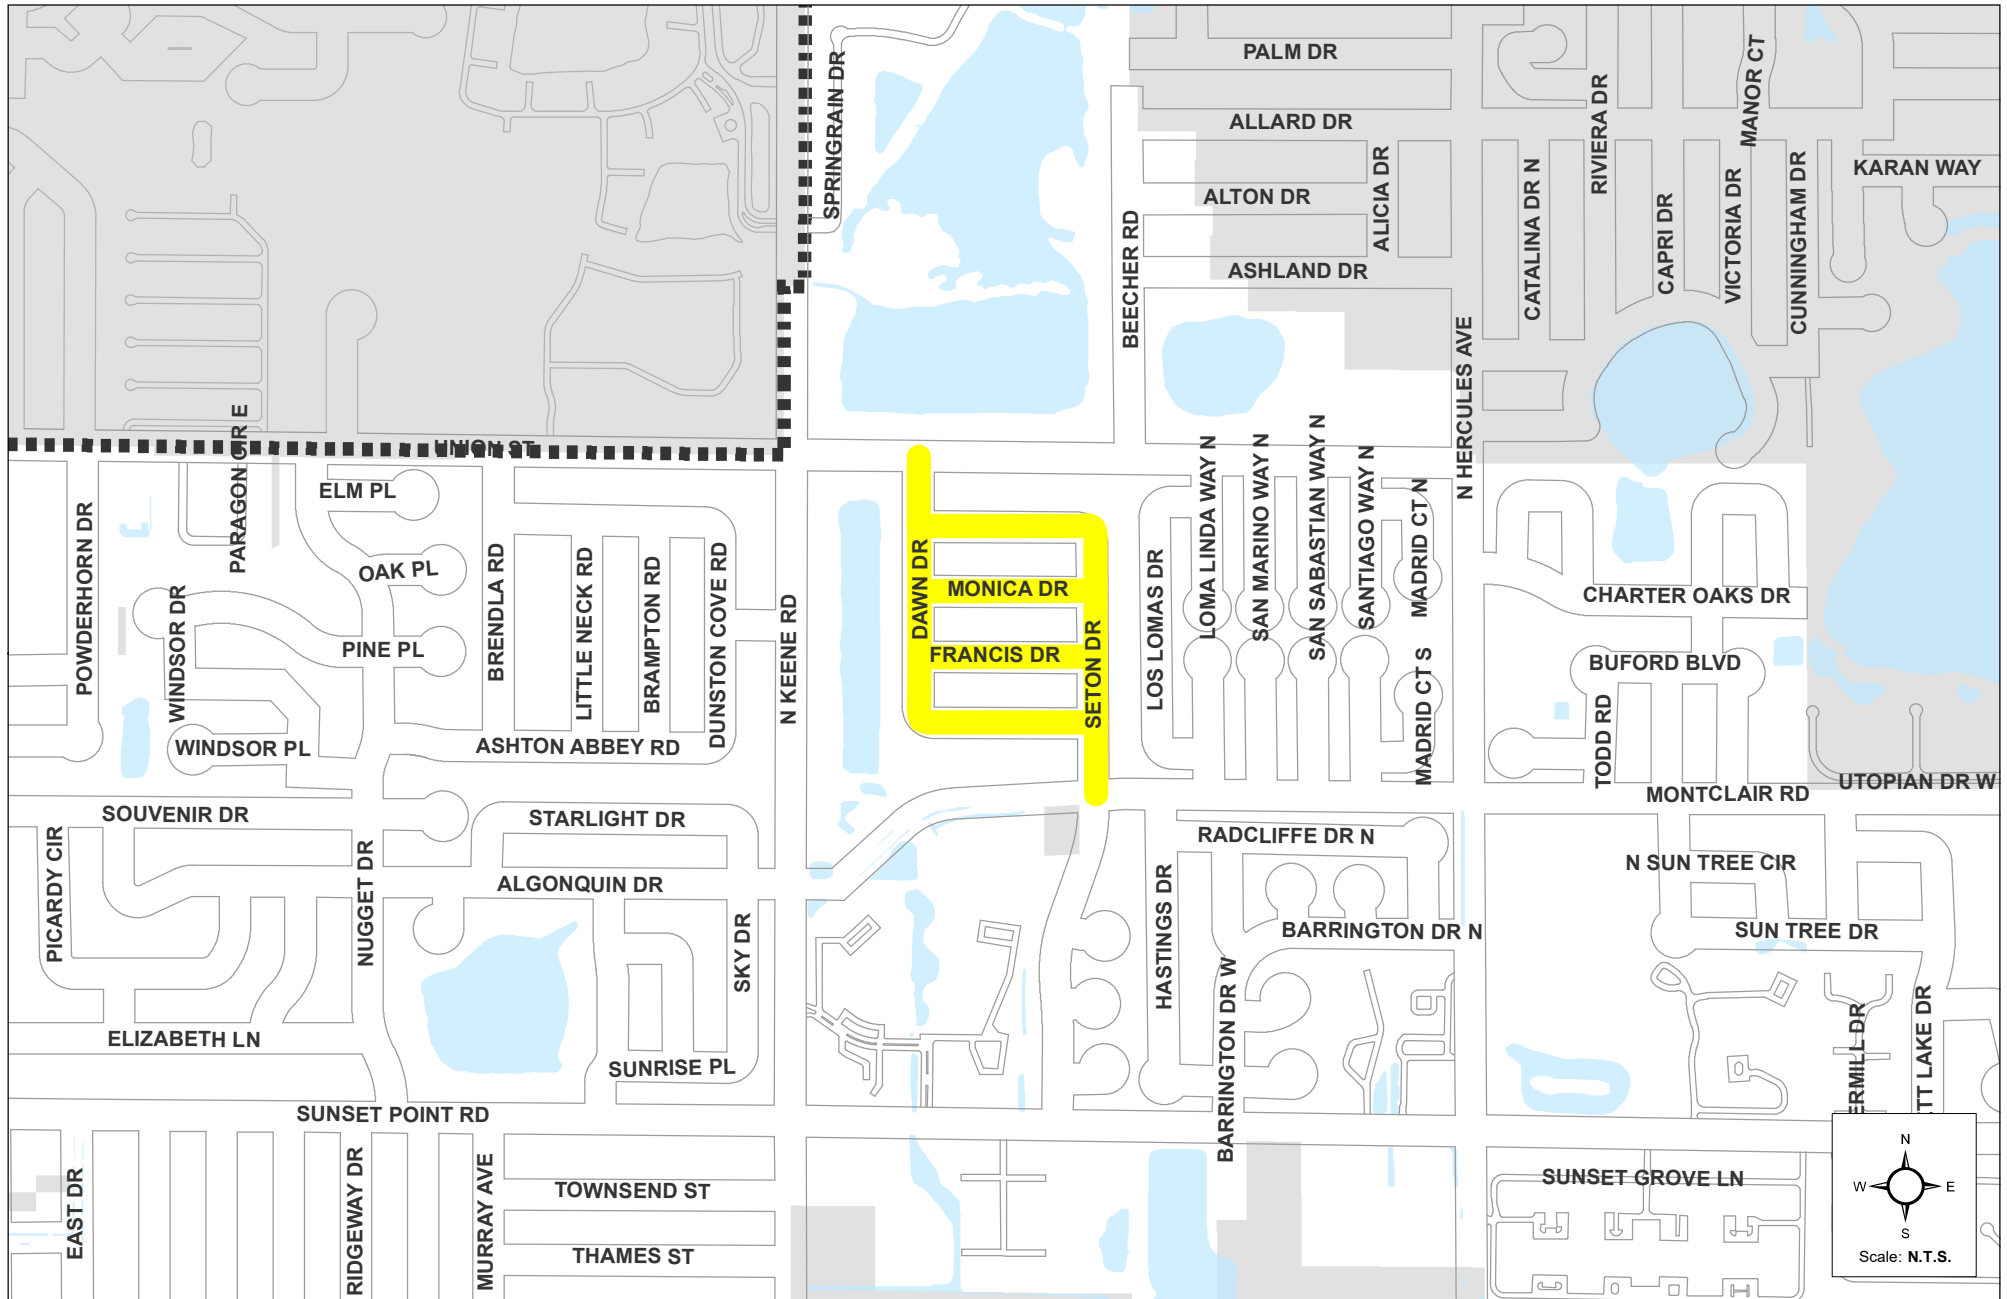 PALM DR
MANOR CT
SPRINGRAIN DR
RIVIERA DR
ALLARD DR
ALICIA DR
KARAN WAY
ALTON DR
CATALINA DR N
CAPRI DR
VICTORIA DR
CUNNINGHAM DR
BEECHER RD
ASHLAND DR
N HERCULES AVE
PARAGON CIR E
UNION ST
ELM PL
LOMA LINDA WAY N
SAN MARINO WAY N
SAN SABASTIAN WAY N
SANTIAGO WAY N
MADRID CT N
POWDERHORN DR
OAK PL
BRENDLA RD
LITTLE NECK RD
BRAMPTON RD
DUNSTON COVE RD
DAWN DR
MONICA DR
CHARTER OAKS DR
WINDSOR DR
PINE PL
N KEENE RD
FRANCIS DR
SETON DR
LOS LOMAS DR
BUFORD BLVD
MADRID CT S
WINDSOR PL
ASHTON ABBEY RD
TODD RD
UTOPIAN DR W
MONTCLAIR RD
SOUVENIR DR
STARLIGHT DR
RADCLIFFE DR N
PICARDY CIR
NUGGET DR
ALGONQUIN DR
N SUN TREE CIR
HASTINGS DR
SKY DR
BARRINGTON DR N
SUN TREE DR
BARRINGTON DR W
ELIZABETH LN
SUNRISE PL
ERMILL DR
TT LAKE DR
SUNSET POINT RD
EAST DR
RIDGEWAY DR
MURRAY AVE
TOWNSEND ST
SUNSET GROVE LN
THAMES ST
N
W E
S
Scale: N.T.S.